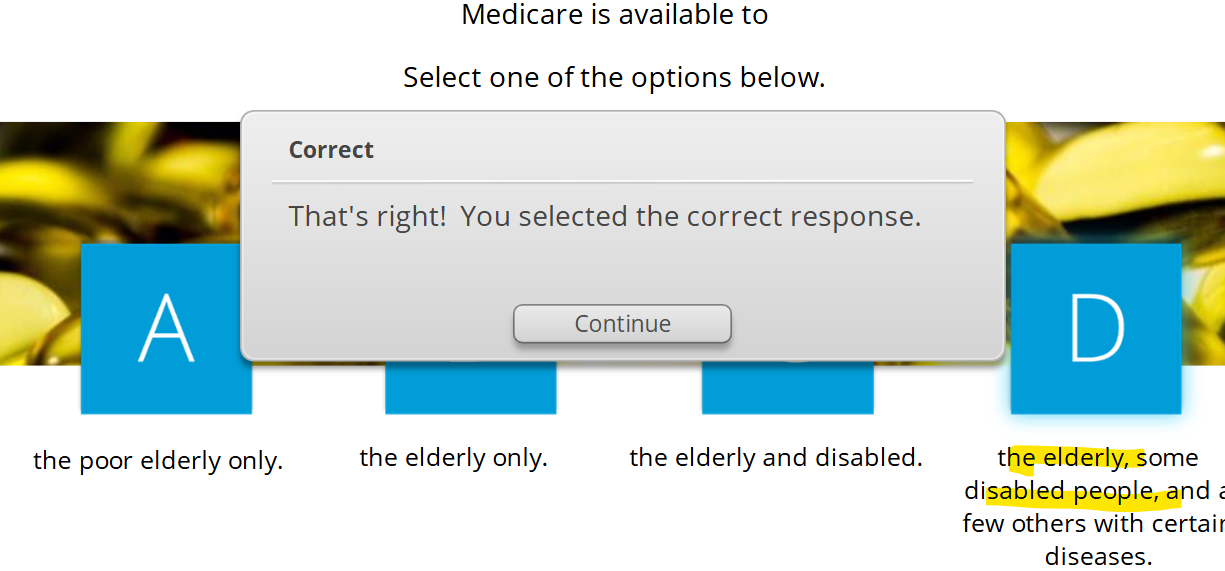 Medicare is available to
Select one of the options below.
Correct
That's right!  You selected the correct response.
Continue
A
D
the poor elderly only.
the elderly only.
the elderly and disabled.
the elderly, some
disabled people, and a
few others with certain
diseases.